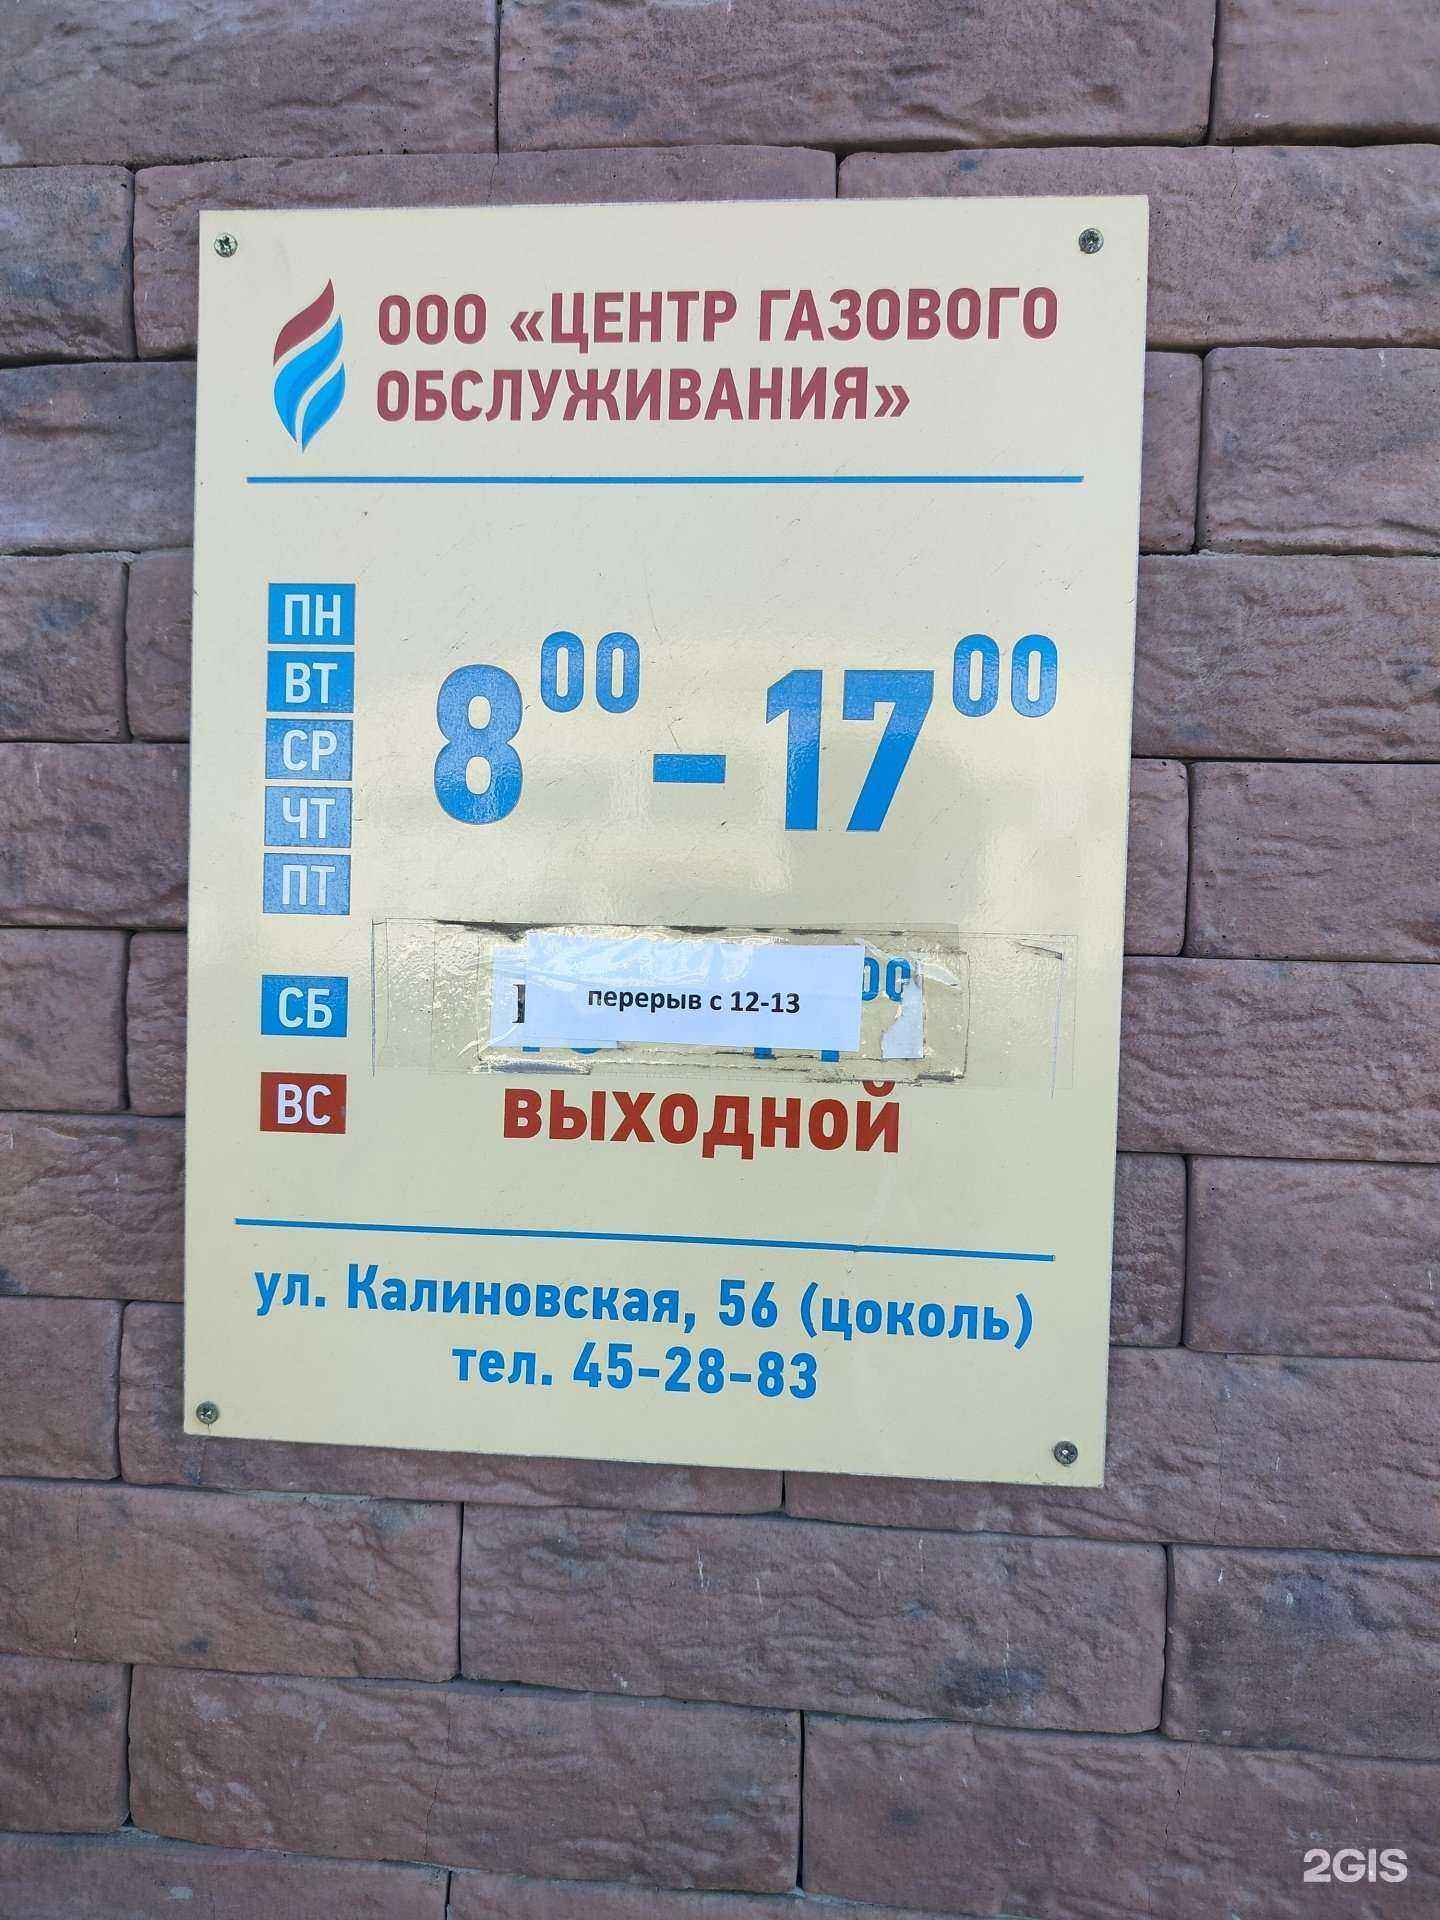 ООО «ЦЕНТР ГАЗОВОГО
ОБСЛУЖИВАНИЯ»
ПН
ВТ
СР
ЧТ
ПТ
8⁰⁰ - 17⁰⁰
СБ
перерыв с 12-13
00
ВС
ВЫХОДНОЙ
ул. Калиновская, 56 (цоколь)
тел. 45-28-83
2GIS